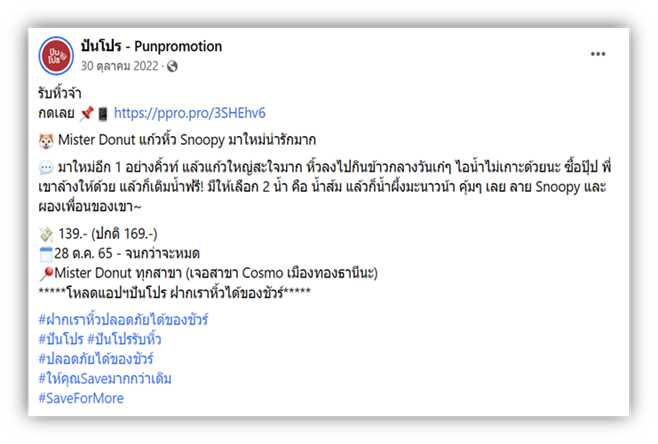 ปันโปร
ปันโปร - Punpromotion
30 ตุลาคม 2022 ·
รับหิ้วจ้า
กดเลย 📌📱 https://ppro.pro/3SHEhv6
🐶 Mister Donut แก้วหิ้ว Snoopy มาใหม่น่ารักมาก
💬 มาใหม่อีก 1 อย่างคิ้วท์ แล้วแก้วใหญ่สะใจมาก หิ้วลงไปกินข้าวกลางวันเก๋ๆ ไอน้ำไม่เกาะด้วยนะ ซื้อปุ๊ป พี่
เขาล้างให้ด้วย แล้วก็เติมน้ำฟรี! มีให้เลือก 2 น้ำ คือ น้ำส้ม แล้วก็น้ำผึ้งมะนาวน้า คุ้มๆ เลย ลาย Snoopy และ
ผองเพื่อนของเขา~
💸 139.- (ปกติ 169.-)
🗓️28 ต.ค. 65 - จนกว่าจะหมด
📍Mister Donut ทุกสาขา (เจอสาขา Cosmo เมืองทองธานีนะ)
*****โหลดแอปฯปันโปร ฝากเราหิ้วได้ของชัวร์*****
#ฝากเราหิ้วปลอดภัยได้ของชัวร์
#ปันโปร #ปันโปรรับหิ้ว
#ปลอดภัยได้ของชัวร์
#ให้คุณSaveมากกว่าเดิม
#SaveForMore